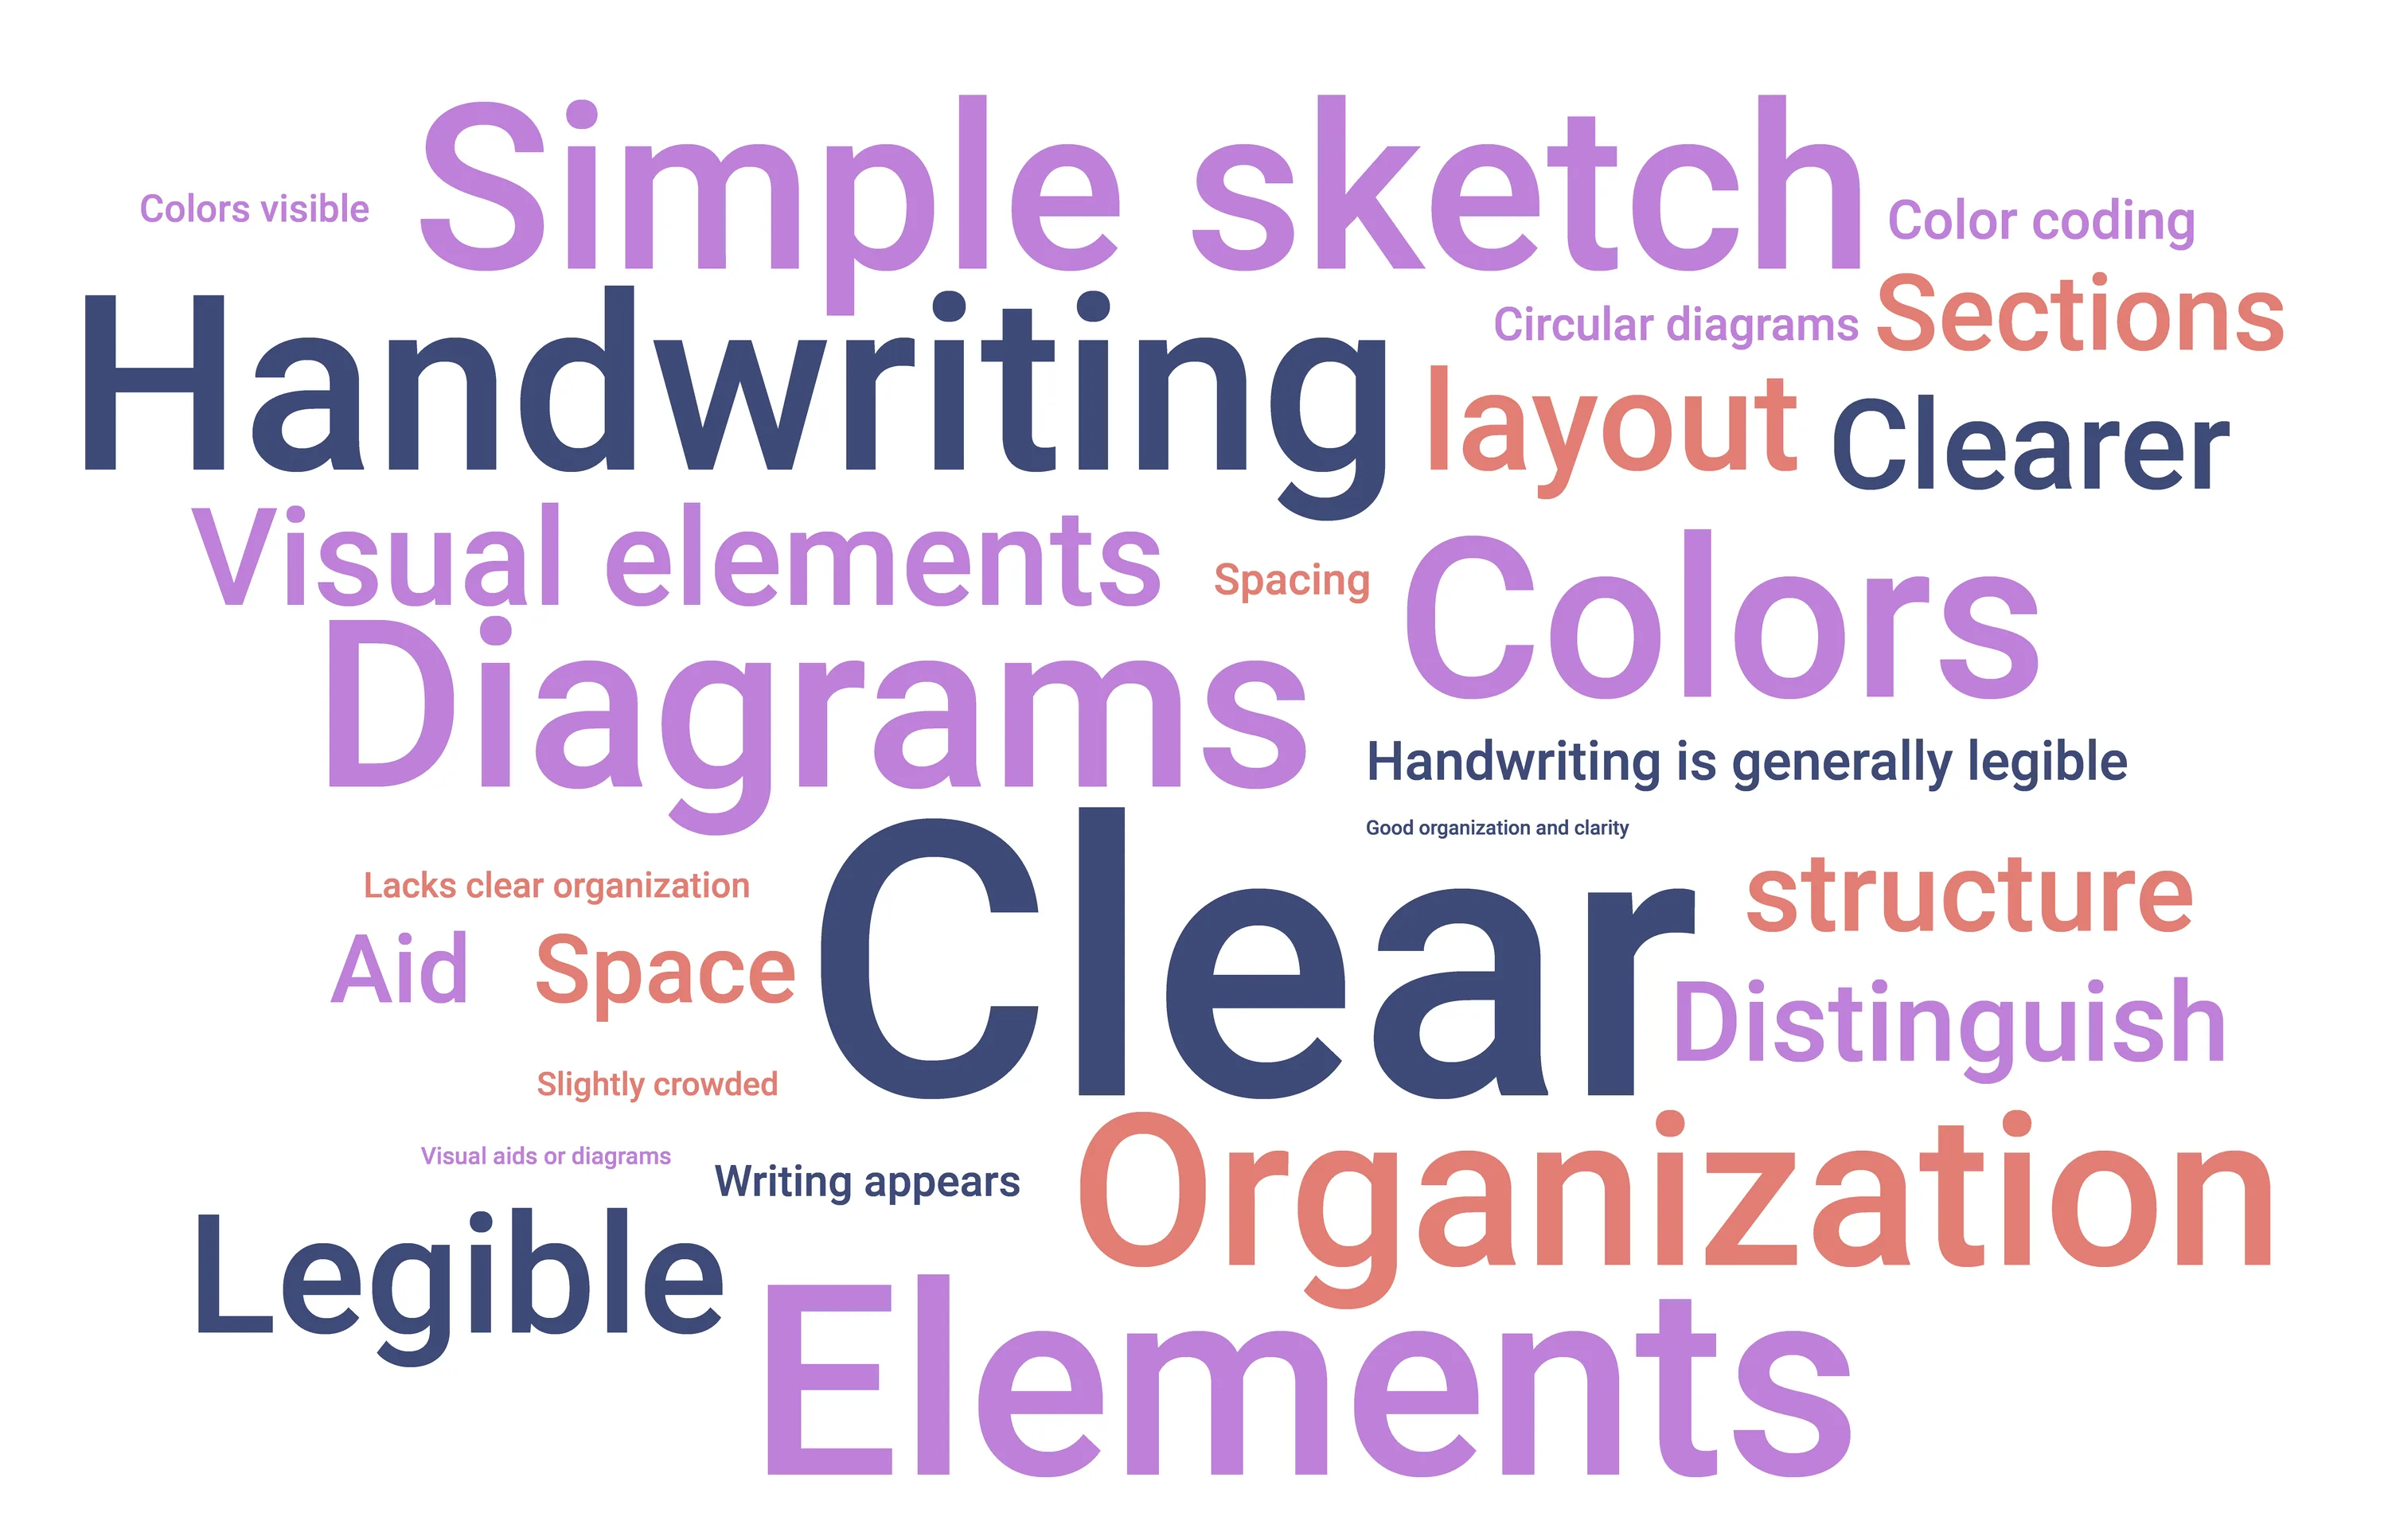 Simple sketch
Colors visible
Color coding
Handwriting
Circular diagrams
Sections
layout
Clearer
Visual elements
Spacing
Colors
Diagrams
Handwriting is generally legible
Good organization and clarity
Clear
Lacks clear organization
structure
Aid
Space
Distinguish
Slightly crowded
Visual aids or diagrams
Writing appears
Organization
Legible
Elements